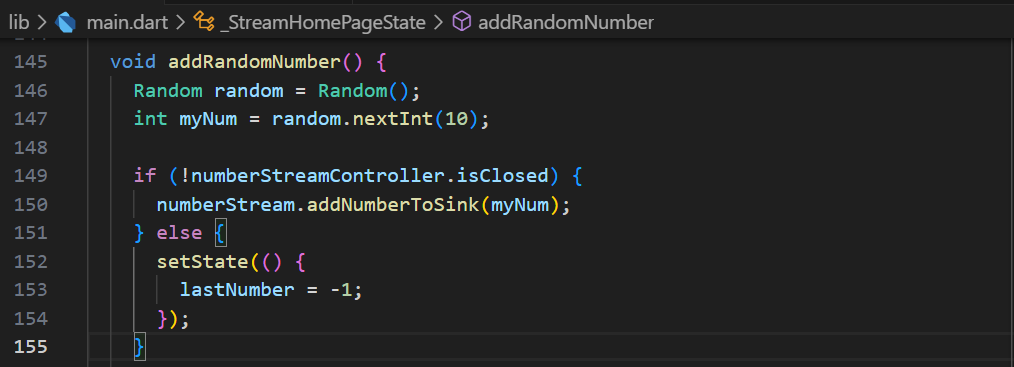 lib > main.dart > _StreamHomePageState > addRandomNumber
145 void addRandomNumber() {
146 Random random = Random();
147 int myNum = random.nextInt(10);
148
149 if (!numberStreamController.isClosed) {
150 numberStream.addNumberToSink(myNum);
151 } else {
152 setState(() {
153 lastNumber = -1;
154 });
155 }